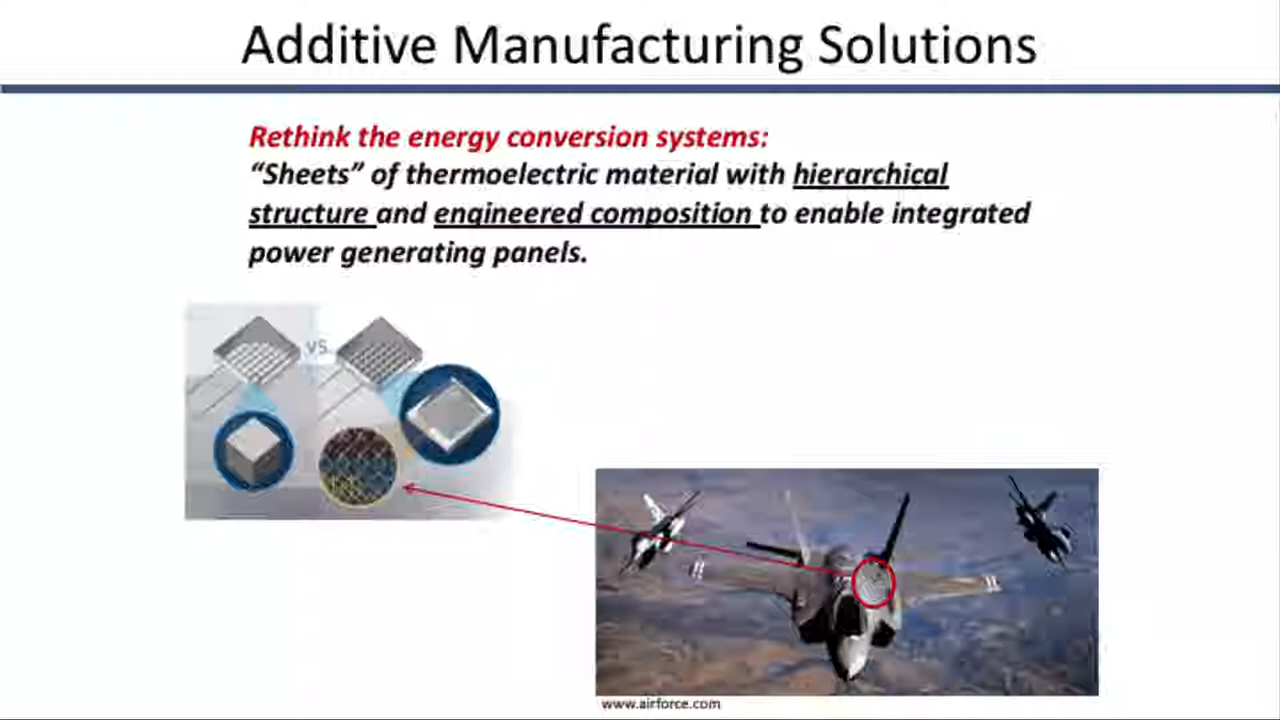 Additive Manufacturing Solutions
Rethink the energy conversion systems:
“Sheets” of thermoelectric material with hierarchical
structure and engineered composition to enable integrated
power generating panels.
vs.
www.airforce.com